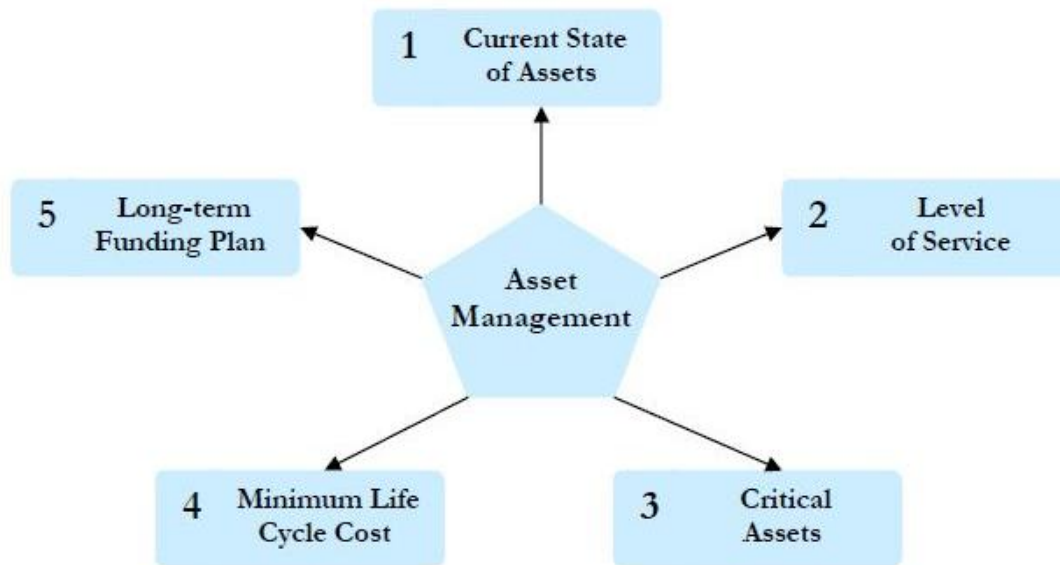 1 Current State
of Assets
5 Long-term
Funding Plan
2 Level
of Service
Asset
Management
4 Minimum Life
Cycle Cost
3 Critical
Assets